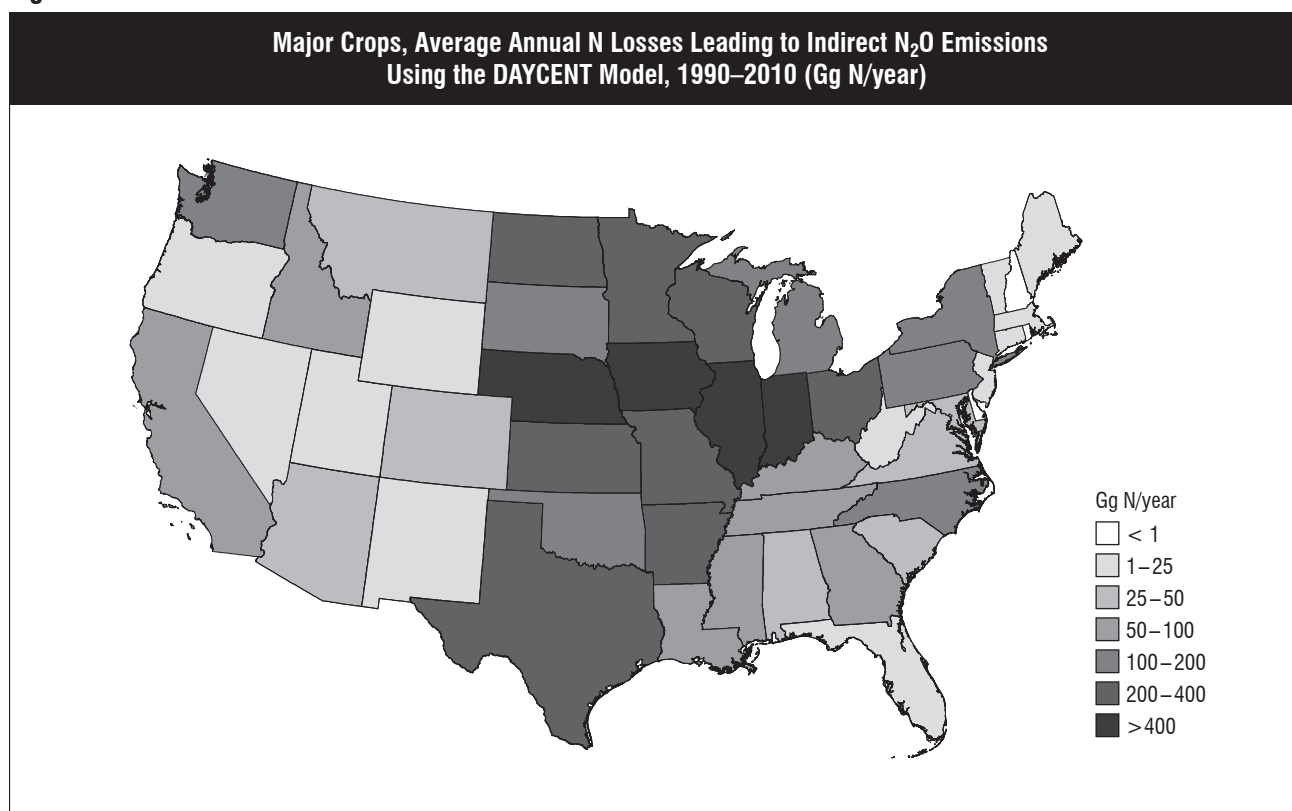 Major Crops, Average Annual N Losses Leading to Indirect N₂O Emissions
Using the DAYCENT Model, 1990–2010 (Gg N/year)
Gg N/year
< 1
1–25
25–50
50–100
100–200
200–400
>400